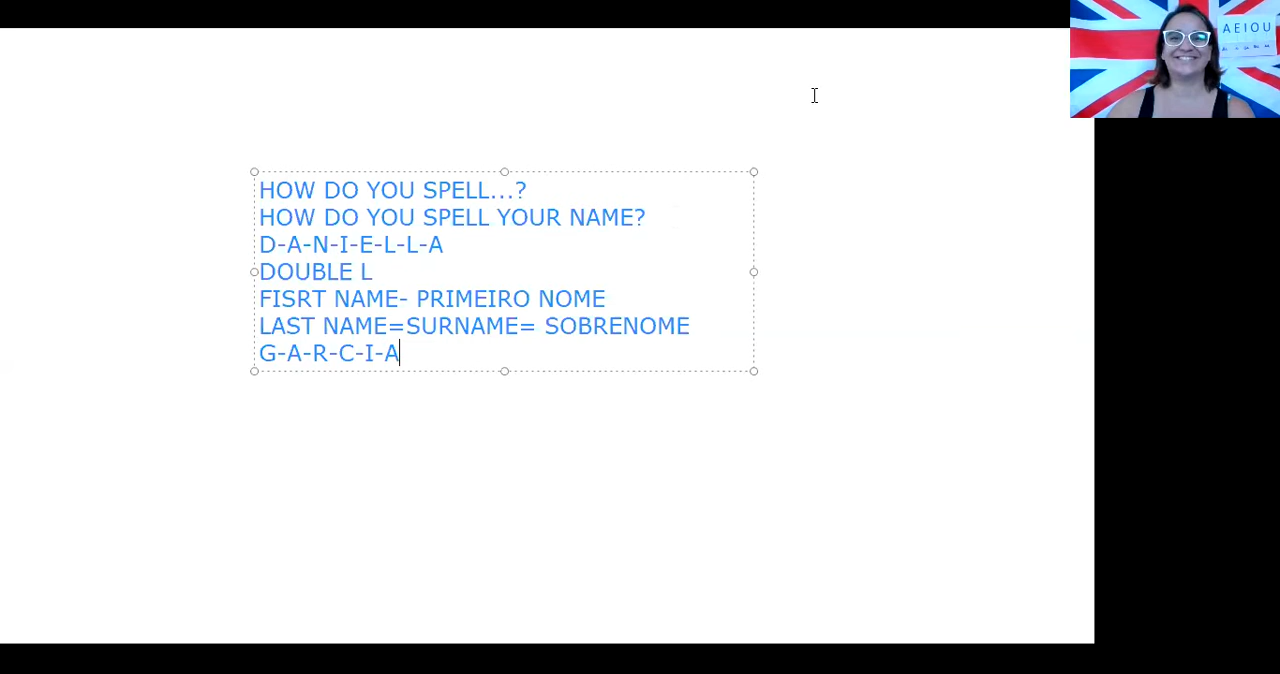 A E I O U
HOW DO YOU SPELL...?
HOW DO YOU SPELL YOUR NAME?
D-A-N-I-E-L-L-A
DOUBLE L
FISRT NAME- PRIMEIRO NOME
LAST NAME=SURNAME= SOBRENOME
G-A-R-C-I-A